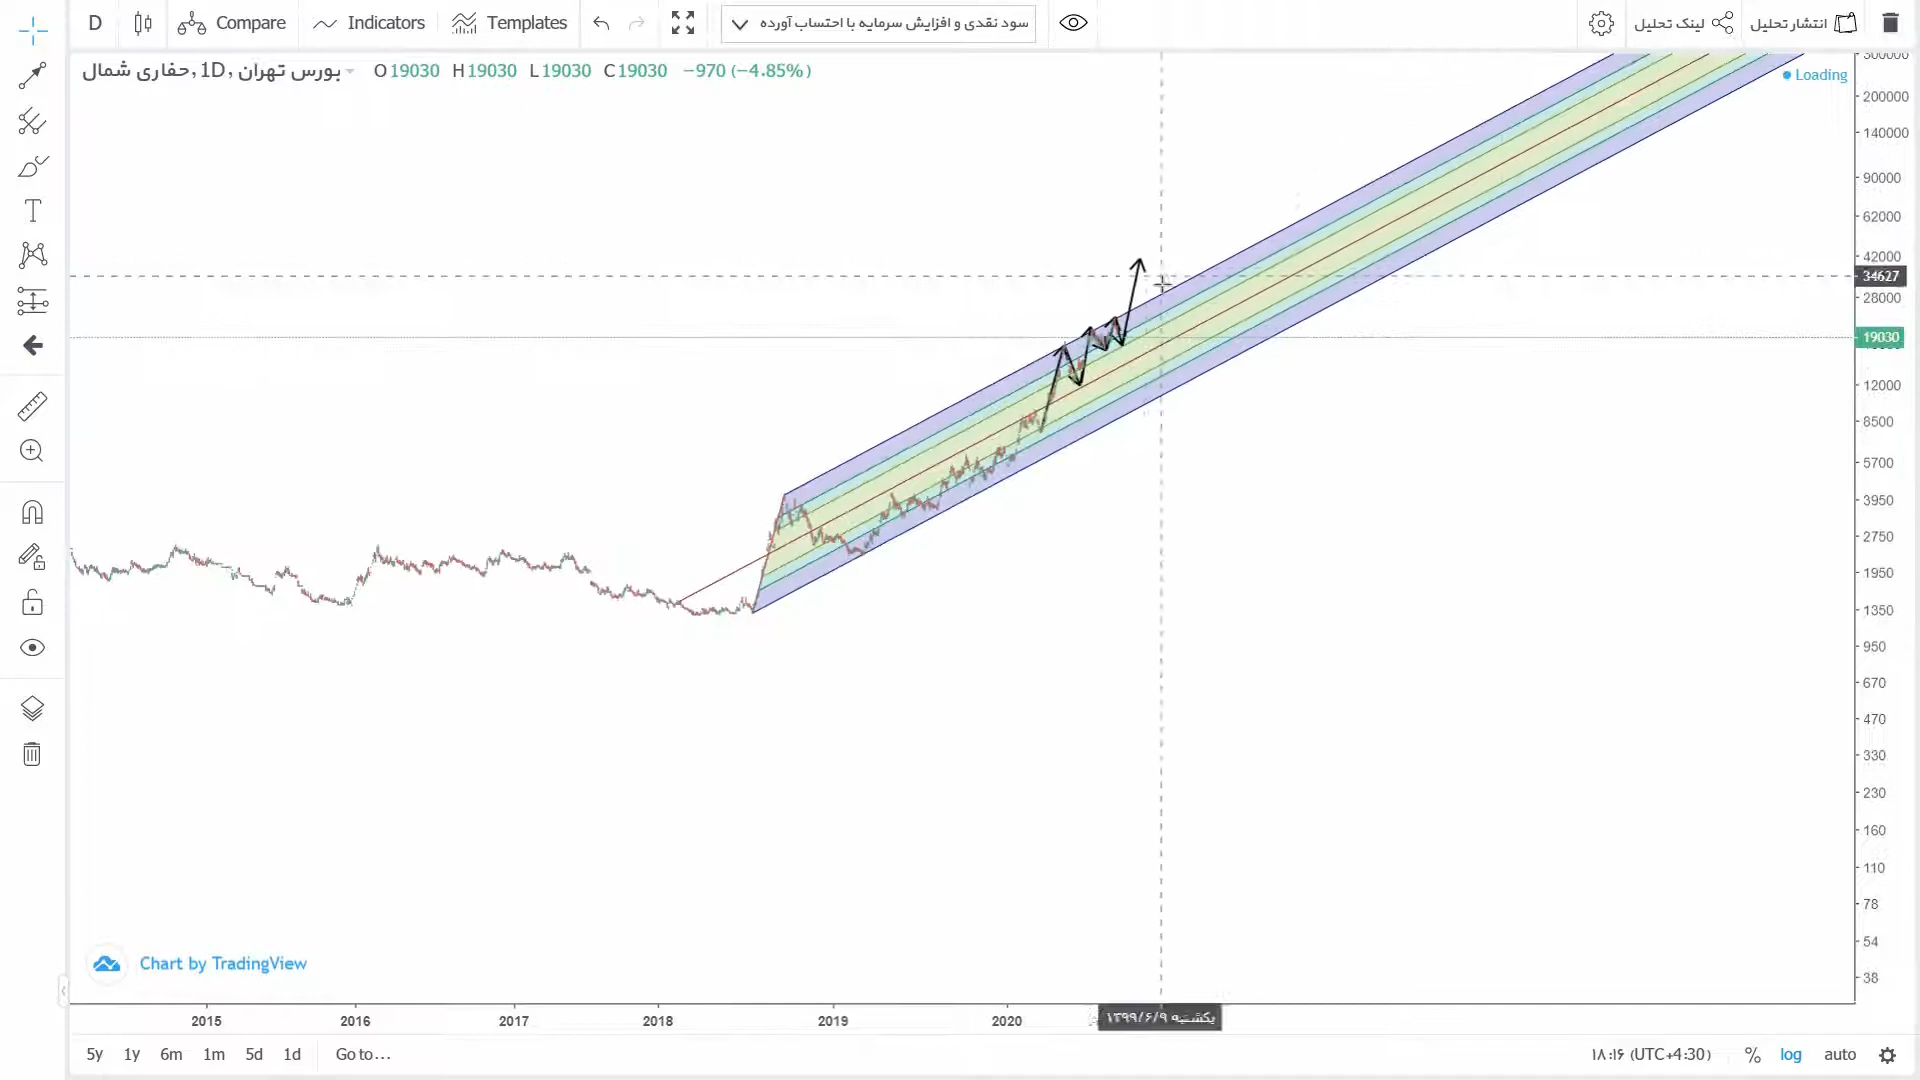 D
Compare
Indicators
Templates
سود نقدی و افزایش سرمایه با احتساب آورده
لینک تحلیل
انتشار تحلیل
حفاری شمال, 1D, بورس تهران
O 19030 H 19030 L 19030 C 19030 −970 (−4.85%)
Loading
300000
200000
140000
90000
62000
42000
34627
28000
19030
12000
8500
5700
3950
2750
1950
1350
950
670
470
330
230
160
110
78
54
38
Chart by TradingView
2015 2016 2017 2018 2019 2020
یکشنبه ۱۳۹۹/۶/۹
5y 1y 6m 1m 5d 1d Go to...
۱۸:۱۶ (UTC+4:30) % log auto